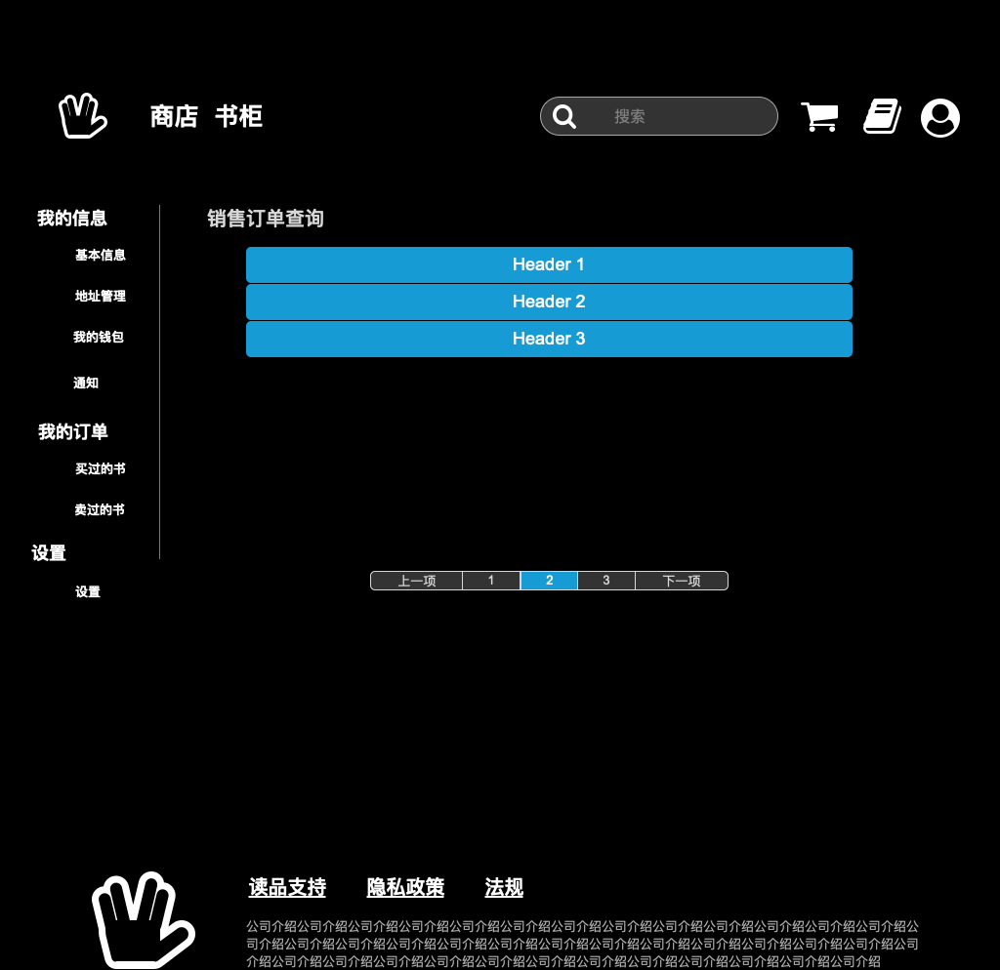 商店 书柜
搜索
我的信息
基本信息
地址管理
我的钱包
通知
我的订单
买过的书
卖过的书
设置
设置
销售订单查询
Header 1
Header 2
Header 3
上一项 1 2 3 下一项
读品支持 隐私政策 法规
公司介绍公司介绍公司介绍公司介绍公司介绍公司介绍公司介绍公司介绍公司介绍公司介绍公司介绍公司介绍公司介绍公
司介绍公司介绍公司介绍公司介绍公司介绍公司介绍公司介绍公司介绍公司介绍公司介绍公司介绍公司介绍公司介绍公司
介绍公司介绍公司介绍公司介绍公司介绍公司介绍公司介绍公司介绍公司介绍公司介绍公司介绍公司介绍公司介绍